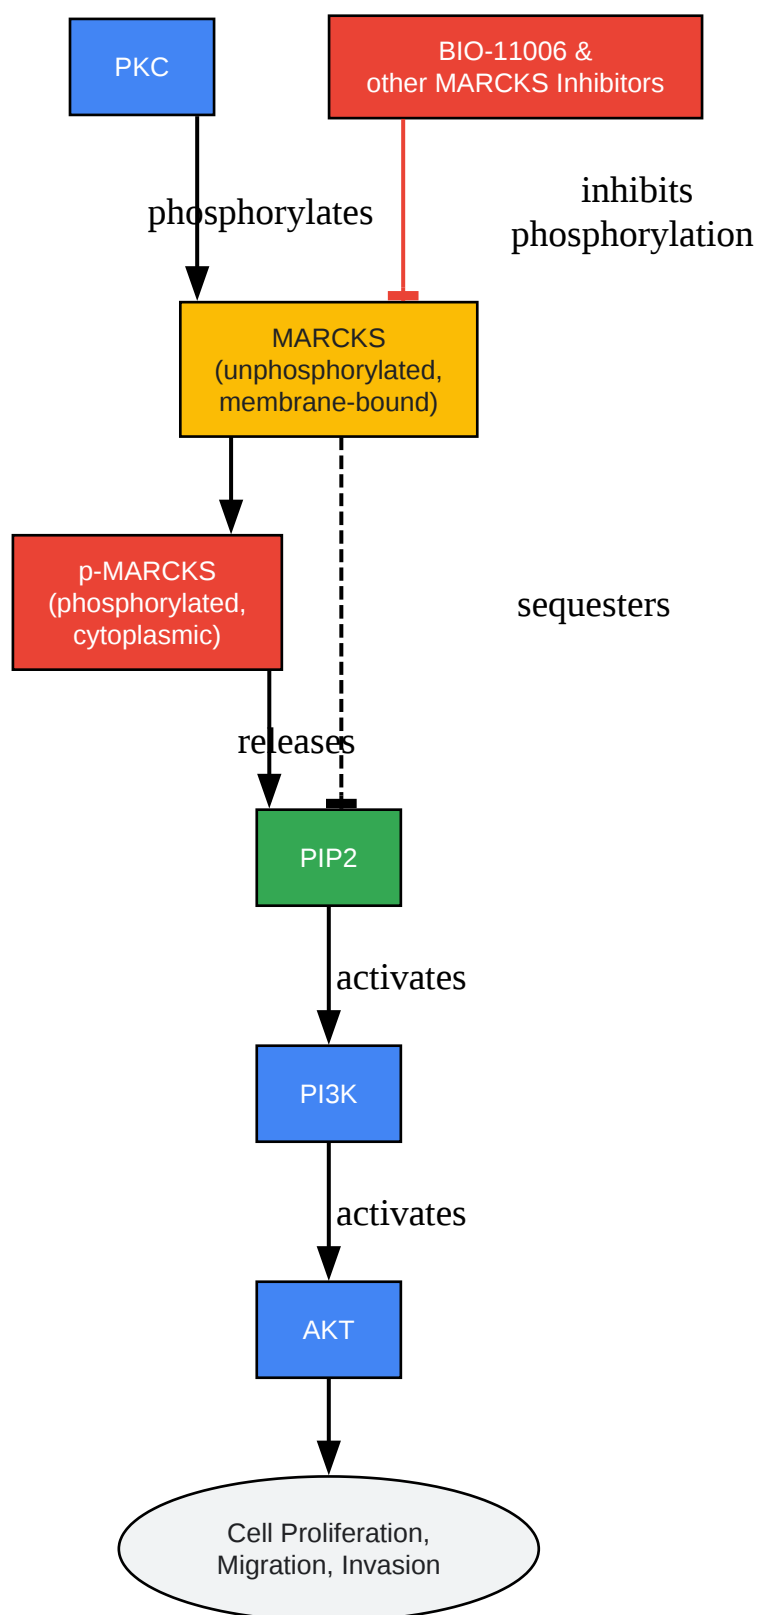 PKC
BIO-11006 &
other MARCKS Inhibitors
phosphorylates
inhibits
phosphorylation
MARCKS
(unphosphorylated,
membrane-bound)
p-MARCKS
(phosphorylated,
cytoplasmic)
sequesters
releases
PIP2
activates
PI3K
activates
AKT
Cell Proliferation,
Migration, Invasion